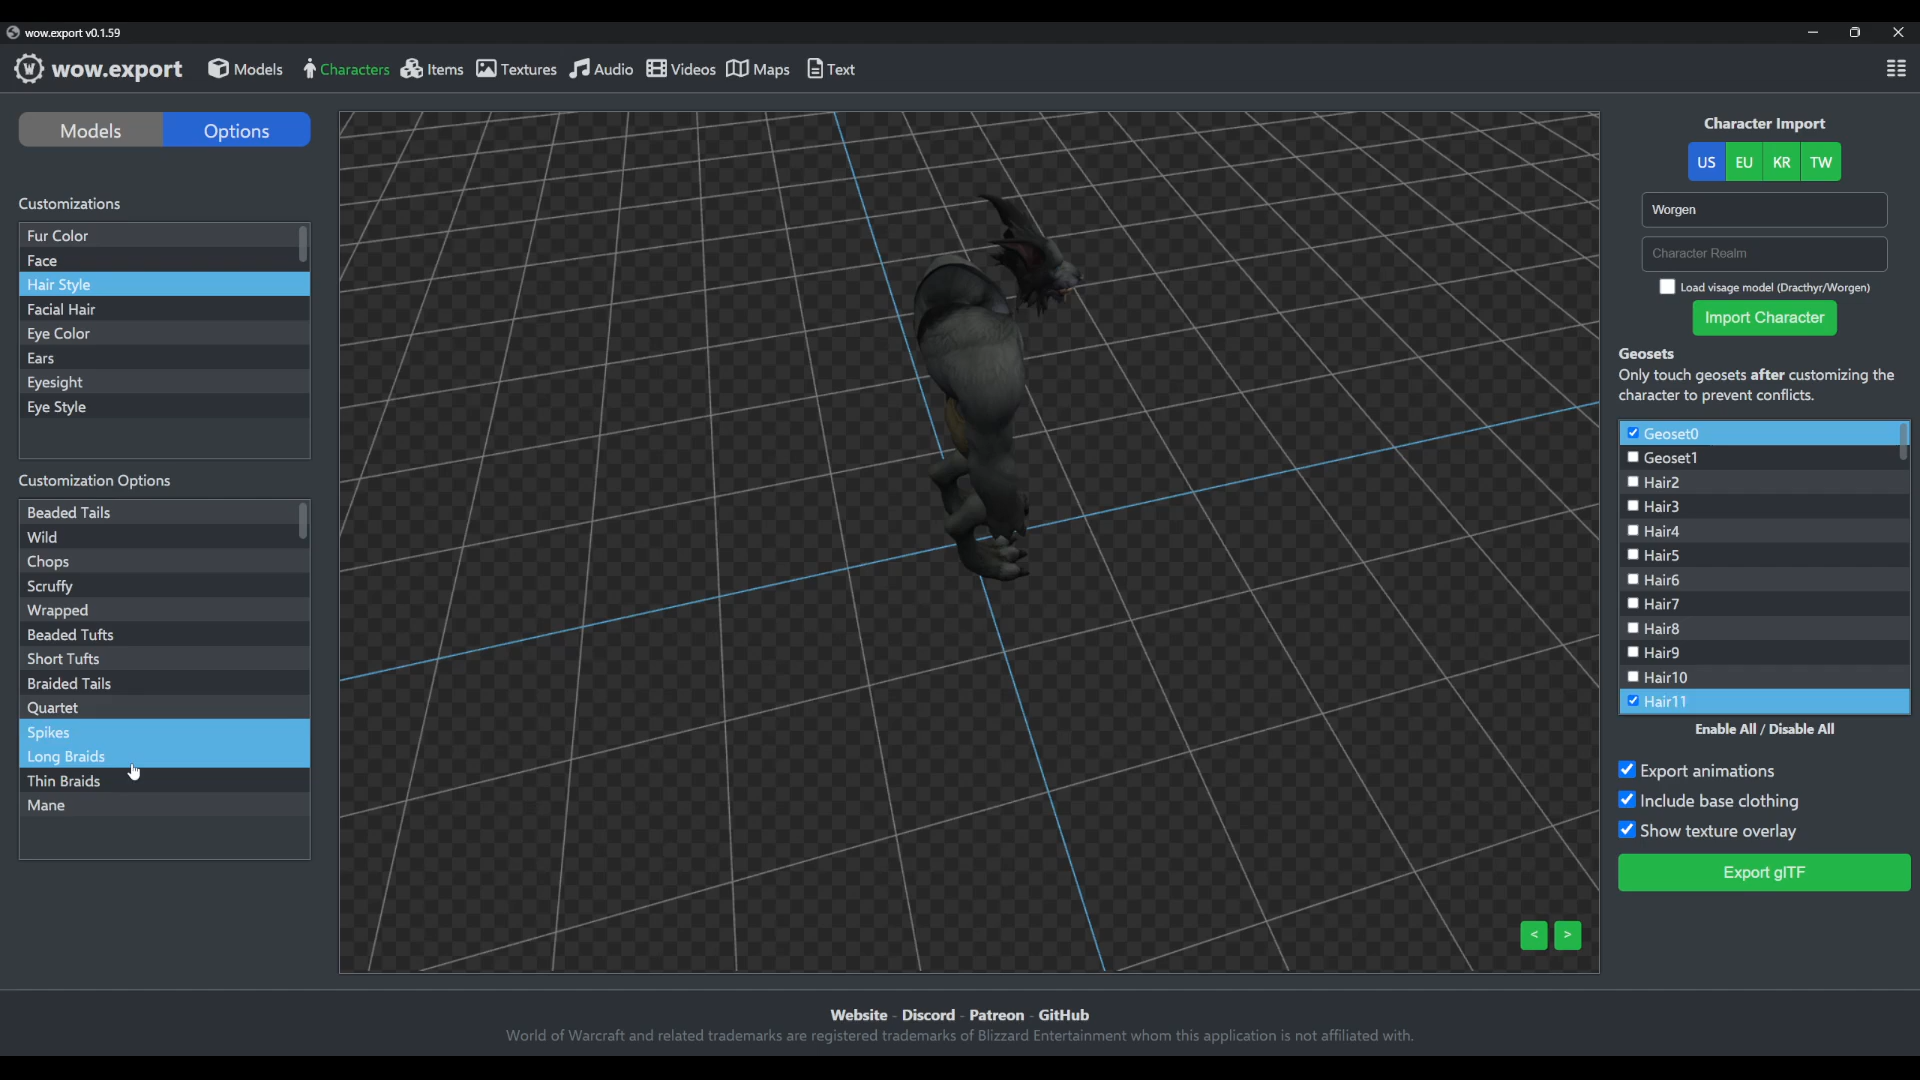 wow.export v0.1.59
wow.export Models Characters Items Textures Audio Videos Maps Text
Models Options
Customizations
Fur Color
Face
Hair Style
Facial Hair
Eye Color
Ears
Eyesight
Eye Style
Customization Options
Beaded Tails
Wild
Chops
Scruffy
Wrapped
Beaded Tufts
Short Tufts
Braided Tails
Quartet
Spikes
Long Braids
Thin Braids
Mane
< >
Character Import
US EU KR TW
Worgen
Character Realm
Load visage model (Dracthyr/Worgen)
Import Character
Geosets
Only touch geosets after customizing the
character to prevent conflicts.
Geoset0
Geoset1
Hair2
Hair3
Hair4
Hair5
Hair6
Hair7
Hair8
Hair9
Hair10
Hair11
Enable All / Disable All
Export animations
Include base clothing
Show texture overlay
Export glTF
Website - Discord - Patreon - GitHub
World of Warcraft and related trademarks are registered trademarks of Blizzard Entertainment whom this application is not affiliated with.